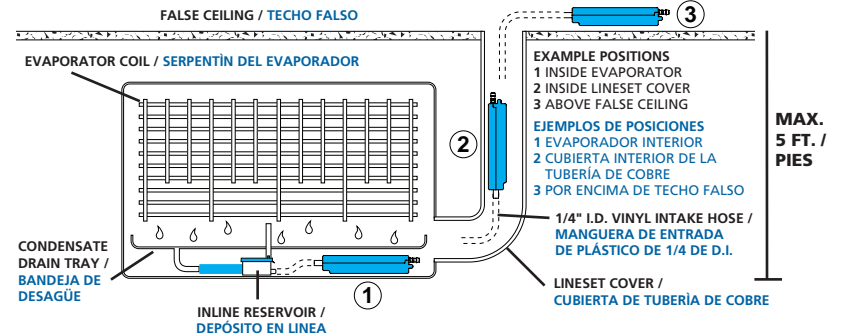 FALSE CEILING / TECHO FALSO
3
EVAPORATOR COIL / SERPENTÌN DEL EVAPORADOR
EXAMPLE POSITIONS
1 INSIDE EVAPORATOR
2 INSIDE LINESET COVER
3 ABOVE FALSE CEILING
EJEMPLOS DE POSICIONES
1 EVAPORADOR INTERIOR
2 CUBIERTA INTERIOR DE LA
TUBERÍA DE COBRE
3 POR ENCIMA DE TECHO FALSO
MAX.
5 FT. /
PIES
2
1/4" I.D. VINYL INTAKE HOSE /
MANGUERA DE ENTRADA
DE PLÁSTICO DE 1/4 DE D.I.
CONDENSATE
DRAIN TRAY /
BANDEJA DE
DESAGÜE
LINESET COVER /
CUBIERTA DE TUBERÌA DE COBRE
1
INLINE RESERVOIR /
DEPÓSITO EN LINEA